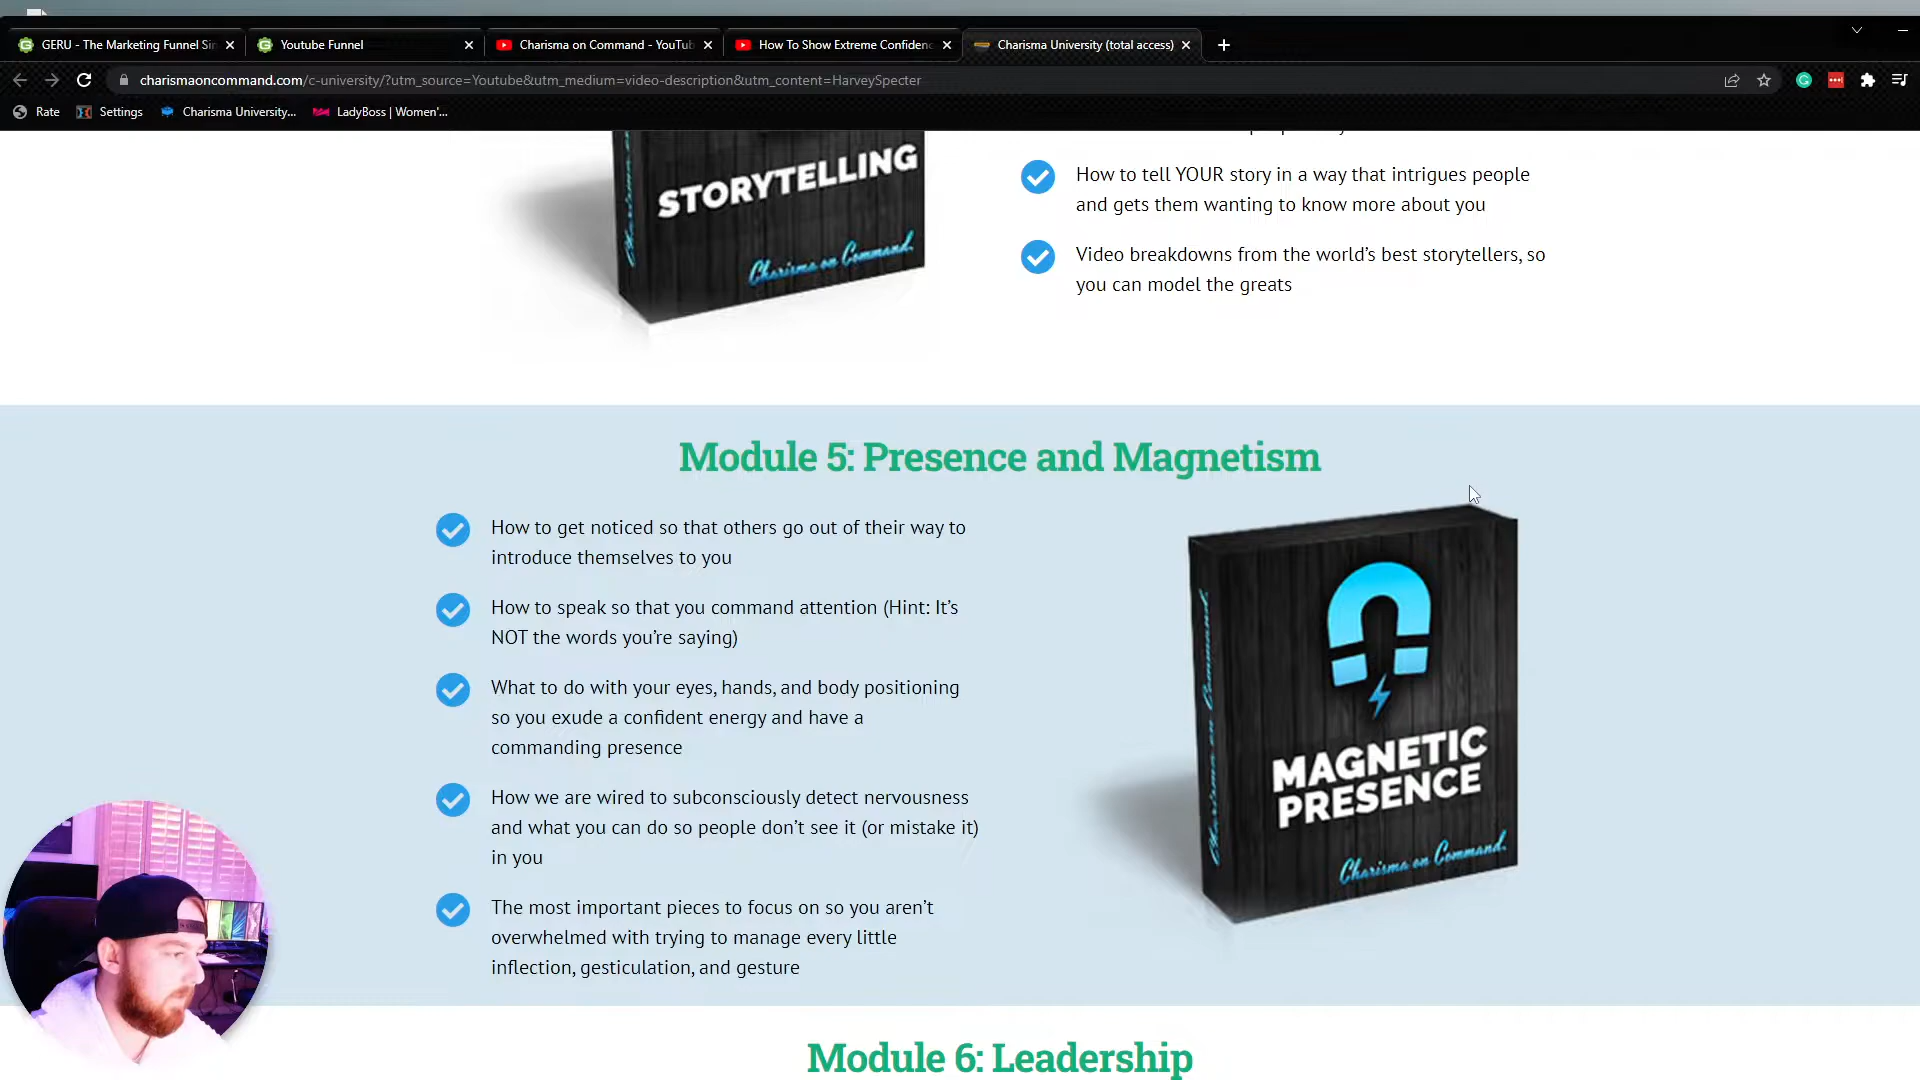 GERU - The Marketing Funnel Sin
Youtube Funnel
Charisma on Command - YouTub
How To Show Extreme Confidenc
Charisma University (total access)
charismaoncommand.com/c-university/?utm_source=Youtube&utm_medium=video-description&utm_content=HarveySpecter
Rate
Settings
Charisma University...
LadyBoss | Women'...
STORYTELLING
Charisma on Command.
How to tell YOUR story in a way that intrigues people
and gets them wanting to know more about you
Video breakdowns from the world’s best storytellers, so
you can model the greats
Module 5: Presence and Magnetism
How to get noticed so that others go out of their way to
introduce themselves to you
How to speak so that you command attention (Hint: It’s
NOT the words you’re saying)
What to do with your eyes, hands, and body positioning
so you exude a confident energy and have a
commanding presence
How we are wired to subconsciously detect nervousness
and what you can do so people don’t see it (or mistake it)
in you
The most important pieces to focus on so you aren’t
overwhelmed with trying to manage every little
inflection, gesticulation, and gesture
Charisma on Command.
MAGNETIC
PRESENCE
Charisma on Command.
Module 6: Leadership